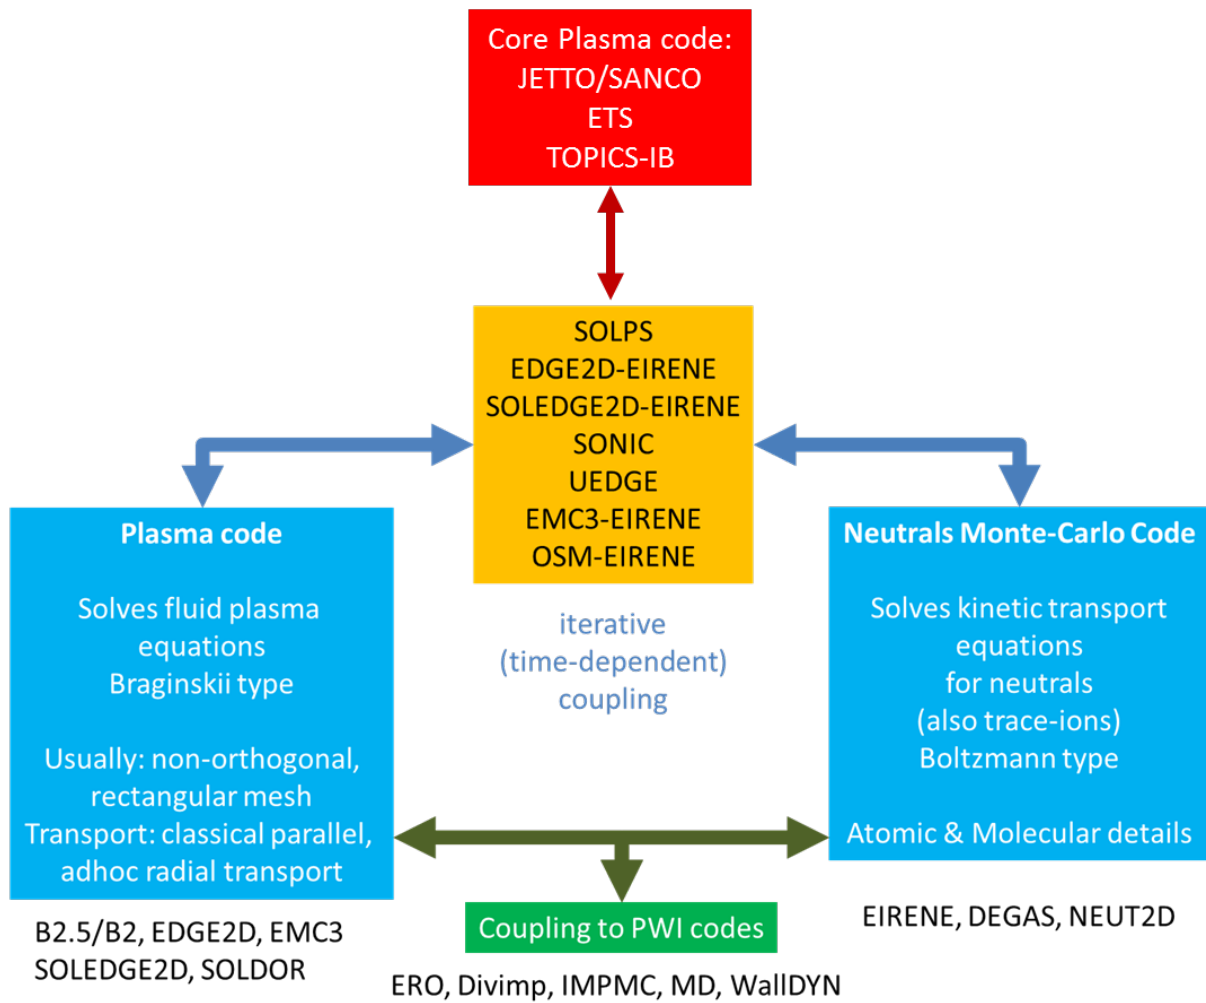 Core Plasma code:
JETTO/SANCO
ETS
TOPICS-IB
SOLPS
EDGE2D-EIRENE
SOLEDGE2D-EIRENE
SONIC
UEDGE
EMC3-EIRENE
OSM-EIRENE
iterative
(time-dependent)
coupling
Plasma code
Solves fluid plasma
equations
Braginskii type
Usually: non-orthogonal,
rectangular mesh
Transport: classical parallel,
adhoc radial transport
B2.5/B2, EDGE2D, EMC3
SOLEDGE2D, SOLDOR
Neutrals Monte-Carlo Code
Solves kinetic transport
equations
for neutrals
(also trace-ions)
Boltzmann type
Atomic & Molecular details
EIRENE, DEGAS, NEUT2D
Coupling to PWI codes
ERO, Divimp, IMPMC, MD, WallDYN